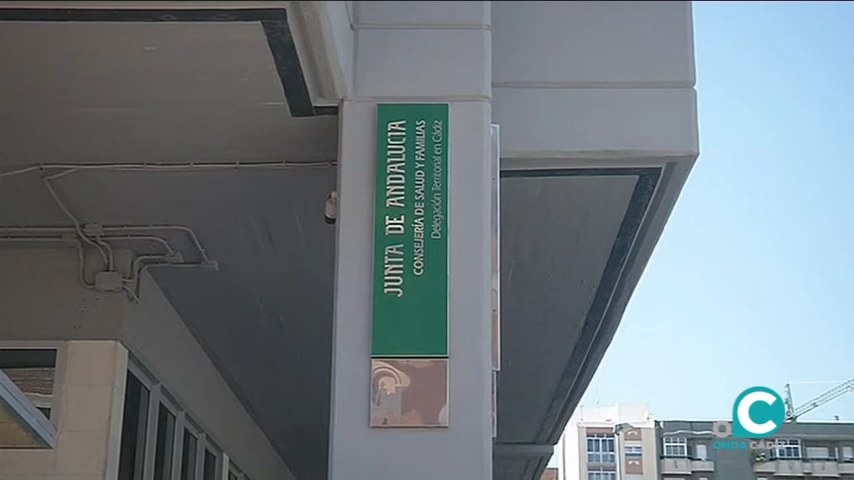 JUNTA DE ANDALUCIA
CONSEJERÍA DE SALUD Y FAMILIAS
Delegación Territorial en Cádiz
C
ONDA CÁDIZ